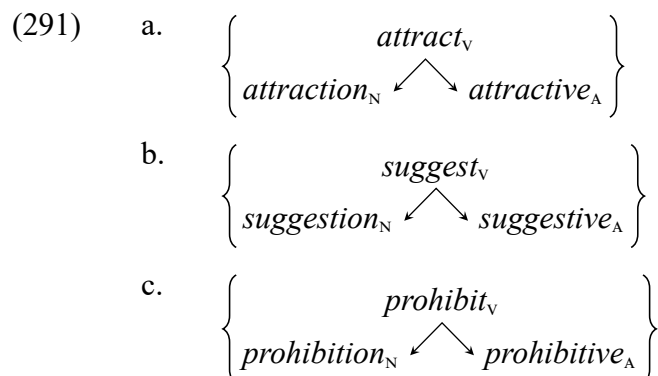 (291) a. attractV
attractionN attractiveA
b. suggestV
suggestionN suggestiveA
c. prohibitV
prohibitionN prohibitiveA